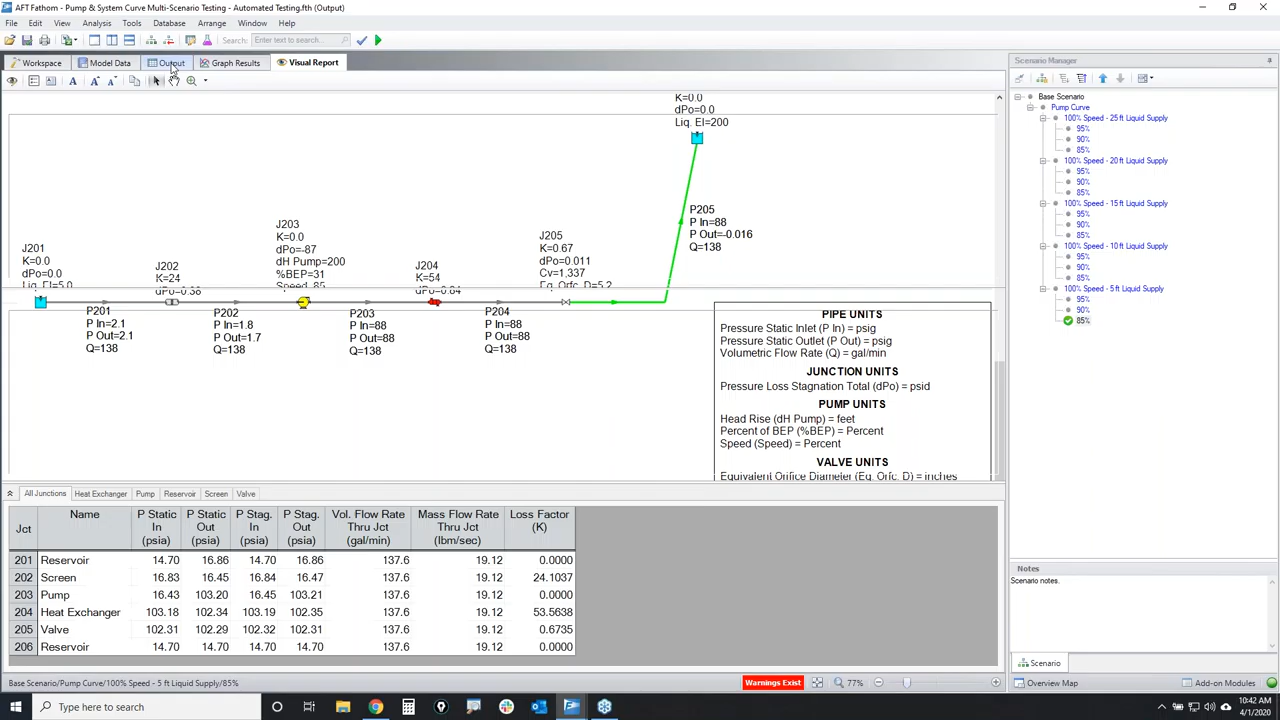 AFT Fathom - Pump & System Curve Multi-Scenario Testing - Automated Testing.fth (Output)
File Edit View Analysis Tools Database Arrange Window Help
Search: Enter text to search...
Workspace Model Data Output Graph Results Visual Report
Scenario Manager
Base Scenario
Pump Curve
100% Speed - 25 ft Liquid Supply
95%
90%
85%
100% Speed - 20 ft Liquid Supply
95%
90%
85%
100% Speed - 15 ft Liquid Supply
95%
90%
85%
100% Speed - 10 ft Liquid Supply
95%
90%
85%
100% Speed - 5 ft Liquid Supply
95%
90%
85%
K=0.0
dPo=0.0
Liq. El=200
P205
P In=88
P Out=-0.016
Q=138
J201
K=0.0
dPo=0.0
Liq. El=5.0
J202
K=24
dPo=0.38
J203
K=0.0
dPo=-87
dH Pump=200
%BEP=31
Speed 85
J204
K=54
dPo=0.84
J205
K=0.67
dPo=0.011
Cv=1,337
Eq. Orfc. D=5.2
P201
P In=2.1
P Out=2.1
Q=138
P202
P In=1.8
P Out=1.7
Q=138
P203
P In=88
P Out=88
Q=138
P204
P In=88
P Out=88
Q=138
PIPE UNITS
Pressure Static Inlet (P In) = psig
Pressure Static Outlet (P Out) = psig
Volumetric Flow Rate (Q) = gal/min
JUNCTION UNITS
Pressure Loss Stagnation Total (dPo) = psid
PUMP UNITS
Head Rise (dH Pump) = feet
Percent of BEP (%BEP) = Percent
Speed (Speed) = Percent
VALVE UNITS
Equivalent Orifice Diameter (Eq. Orfc. D) = inches
All Junctions Heat Exchanger Pump Reservoir Screen Valve
Jct Name P Static In (psia) P Static Out (psia) P Stag. In (psia) P Stag. Out (psia) Vol. Flow Rate Thru Jct (gal/min) Mass Flow Rate Thru Jct (lbm/sec) Loss Factor (K)
201 Reservoir 14.70 16.86 14.70 16.86 137.6 19.12 0.0000
202 Screen 16.83 16.45 16.84 16.47 137.6 19.12 24.1037
203 Pump 16.43 103.20 16.45 103.21 137.6 19.12 0.0000
204 Heat Exchanger 103.18 102.34 103.19 102.35 137.6 19.12 53.5638
205 Valve 102.31 102.29 102.32 102.31 137.6 19.12 0.6735
206 Reservoir 14.70 14.70 14.70 14.70 137.6 19.12 0.0000
Notes
Scenario notes.
Scenario
Base Scenario/Pump Curve/100% Speed - 5 ft Liquid Supply/85%
Warnings Exist
77%
Overview Map
Add-on Modules
Type here to search
10:42 AM
4/1/2020